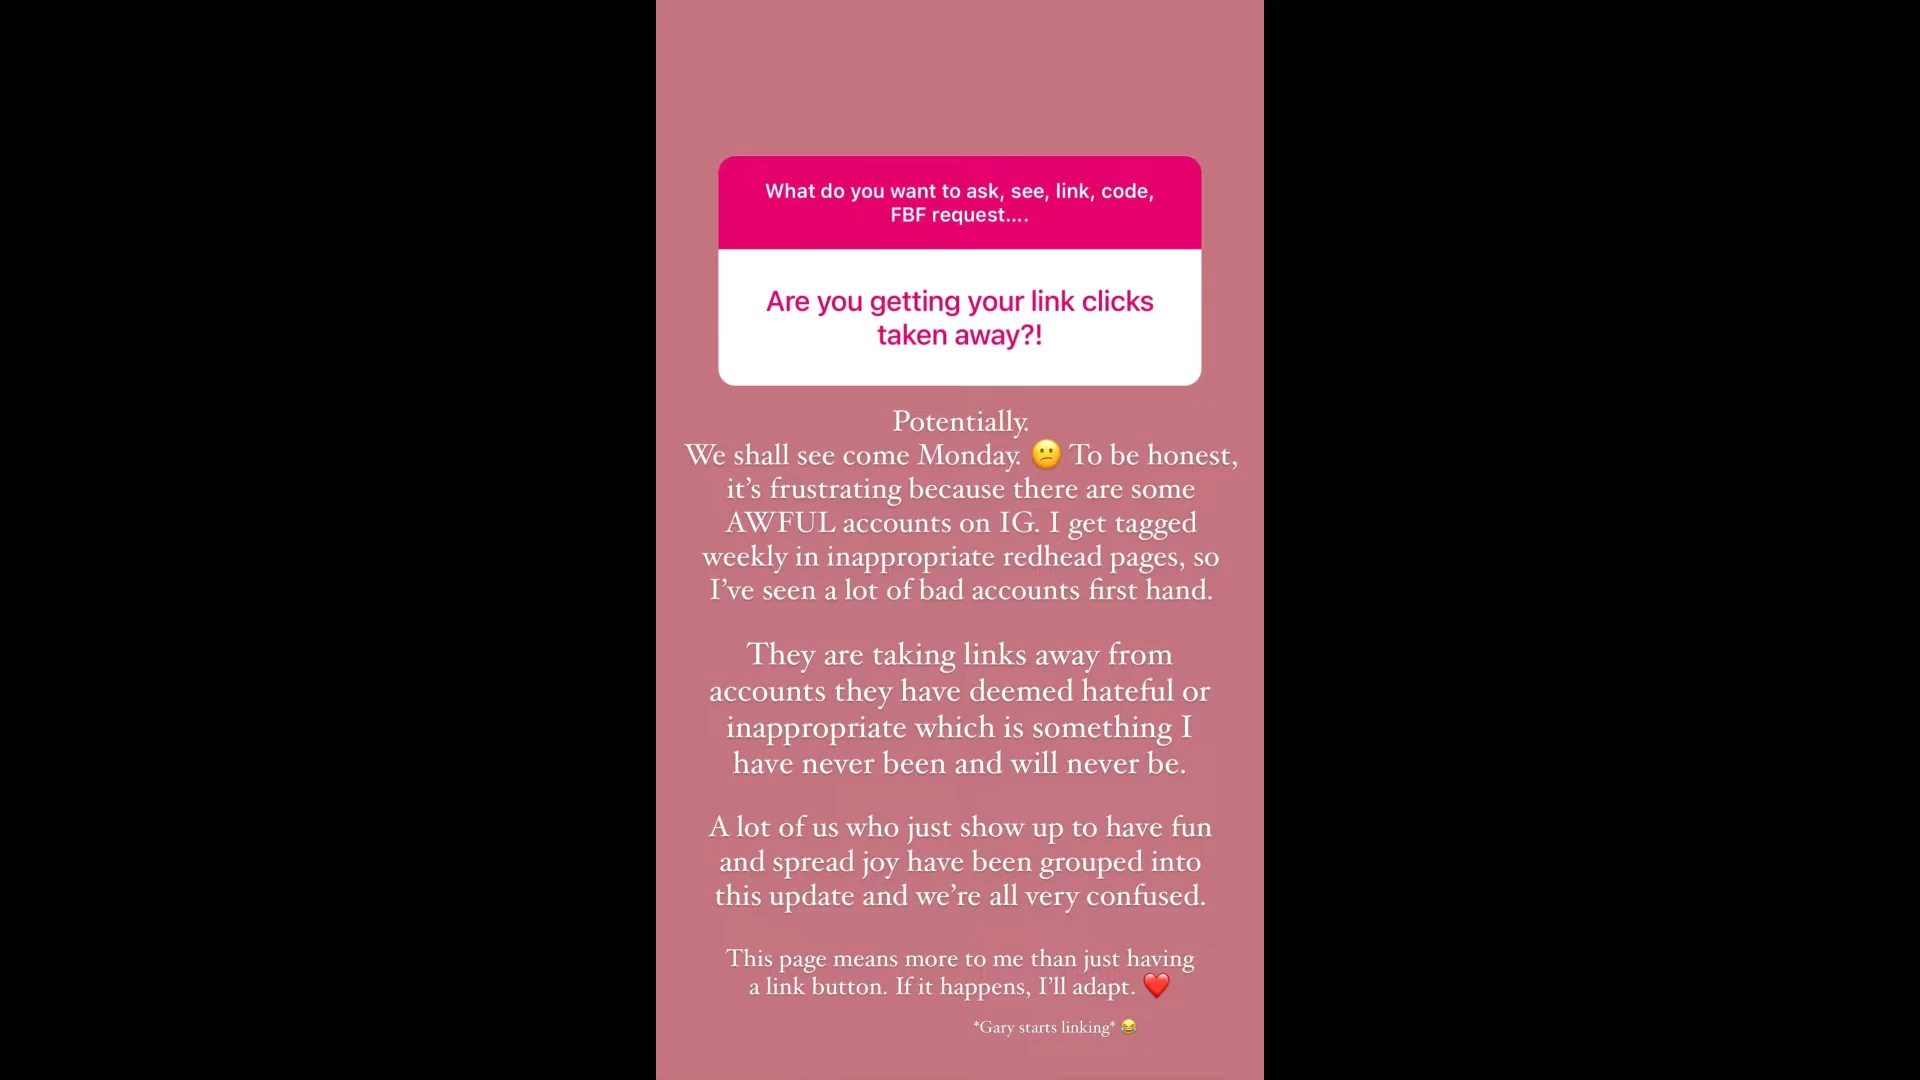 What do you want to ask, see, link, code,
FBF request....
Are you getting your link clicks
taken away?!
Potentially.
We shall see come Monday. 😕 To be honest,
it’s frustrating because there are some
AWFUL accounts on IG. I get tagged
weekly in inappropriate redhead pages, so
I’ve seen a lot of bad accounts first hand.
They are taking links away from
accounts they have deemed hateful or
inappropriate which is something I
have never been and will never be.
A lot of us who just show up to have fun
and spread joy have been grouped into
this update and we’re all very confused.
This page means more to me than just having
a link button. If it happens, I’ll adapt. ❤️
*Gary starts linking* 😂